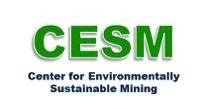 CESM
Center for Environmentally
Sustainable Mining